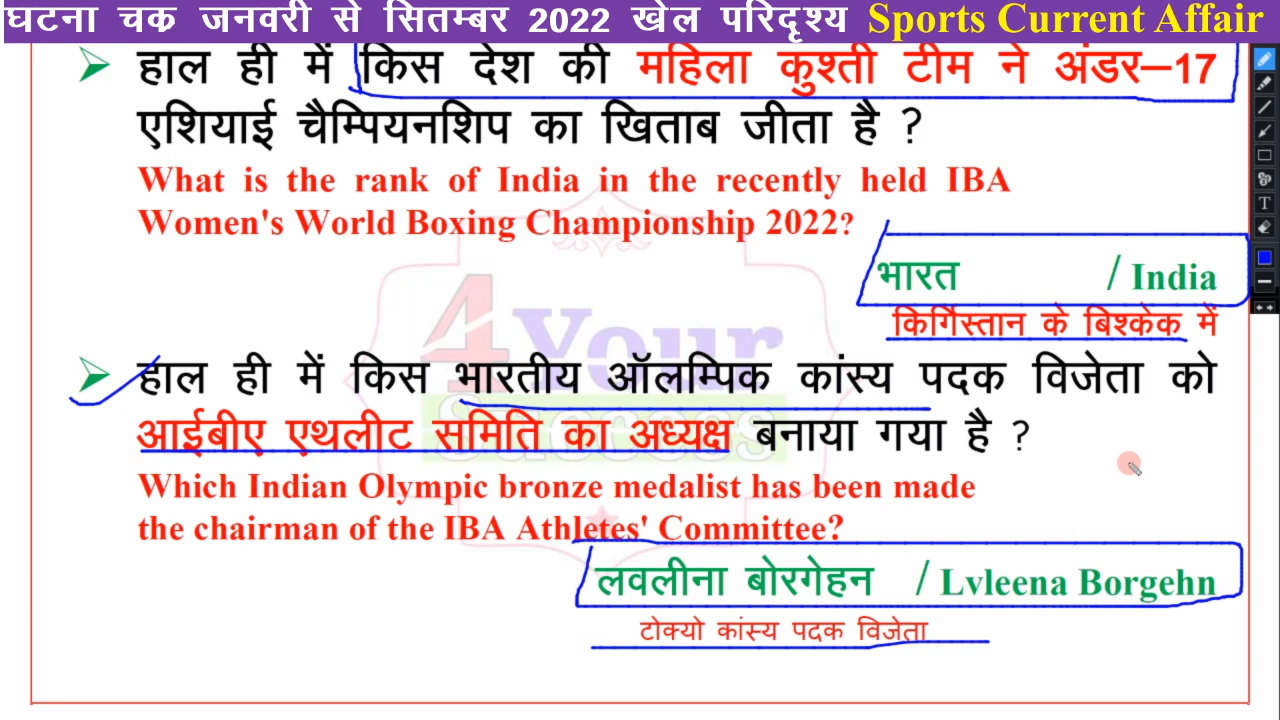 घटना चक्र जनवरी से सितम्बर 2022 खेल परिदृश्य Sports Current Affair
हाल ही में किस देश की महिला कुश्ती टीम ने अंडर–17
एशियाई चैम्पियनशिप का खिताब जीता है ?
What is the rank of India in the recently held IBA
Women's World Boxing Championship 2022?
भारत / India
किर्गिस्तान के बिश्केक में
4 Your
Success
हाल ही में किस भारतीय ऑलम्पिक कांस्य पदक विजेता को
आईबीए एथलीट समिति का अध्यक्ष बनाया गया है ?
Which Indian Olympic bronze medalist has been made
the chairman of the IBA Athletes' Committee?
लवलीना बोरगेहन / Lvleena Borgehn
टोक्यो कांस्य पदक विजेता